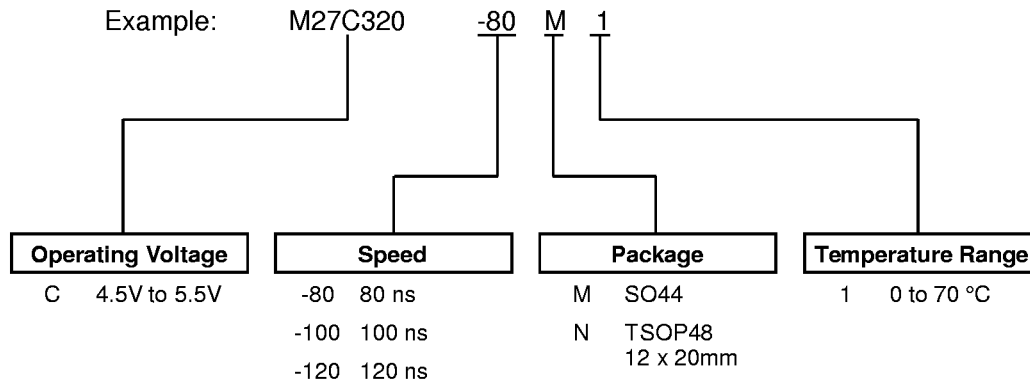 Example: M27C320 -80 M 1
Operating Voltage
C 4.5V to 5.5V
Speed
-80 80 ns
-100 100 ns
-120 120 ns
Package
M SO44
N TSOP48
12 x 20mm
Temperature Range
1 0 to 70 °C